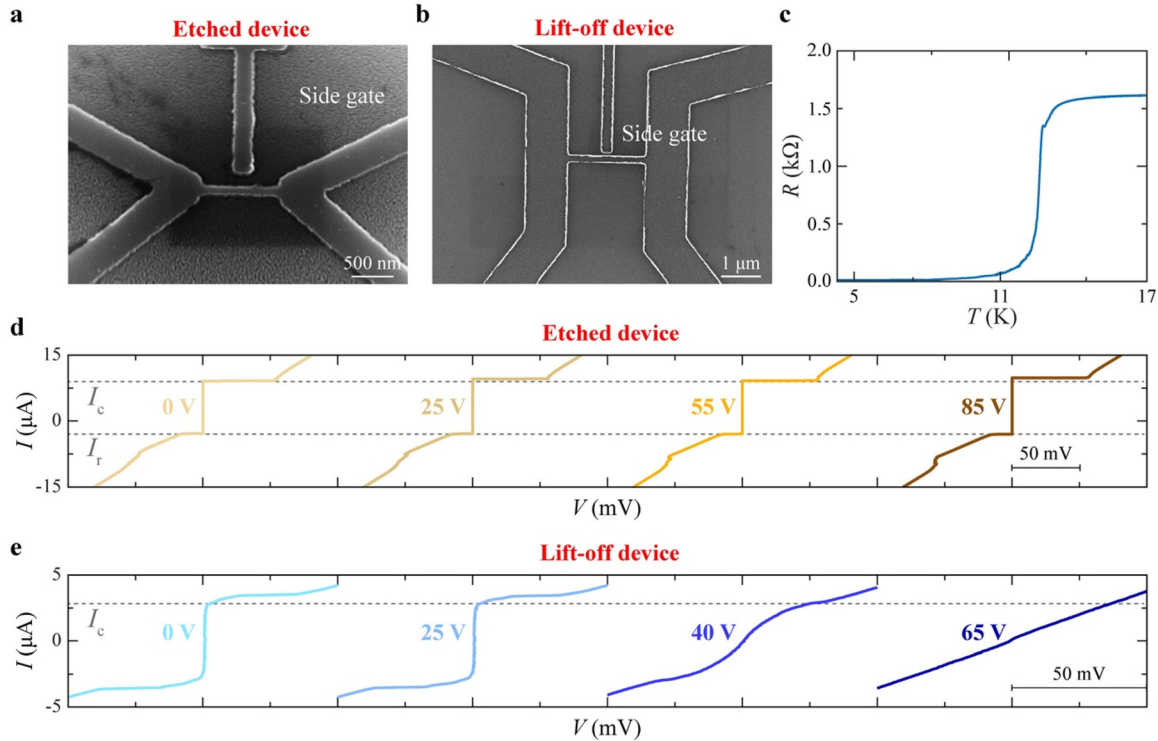 a
Etched device
Side gate
500 nm
b
Lift-off device
Side gate
1 μm
c
2.0
1.5
1.0
0.5
0.0
R (kΩ)
5
11
17
T (K)
d
Etched device
15
0
-15
I (μA)
Ic
Ir
0 V
25 V
55 V
85 V
50 mV
V (mV)
e
Lift-off device
5
0
-5
I (μA)
Ic
0 V
25 V
40 V
65 V
50 mV
V (mV)